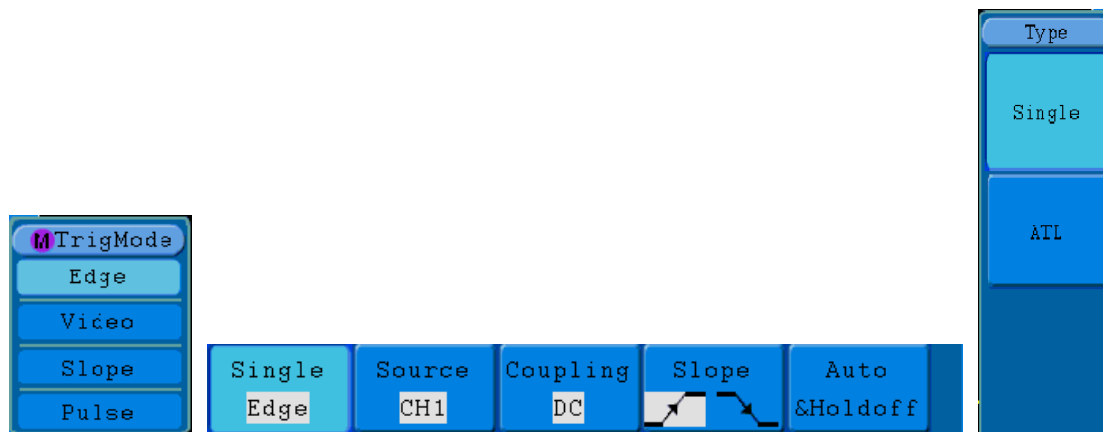 Type
Single
ATL
M TrigMode
Edge
Video
Slope
Pulse
Single Source Coupling Slope Auto
Edge CH1 DC &Holdoff